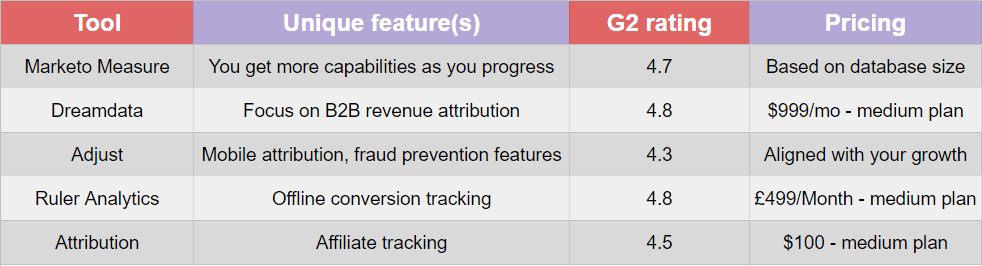 Tool Unique feature(s) G2 rating Pricing
Marketo Measure You get more capabilities as you progress 4.7 Based on database size
Dreamdata Focus on B2B revenue attribution 4.8 $999/mo - medium plan
Adjust Mobile attribution, fraud prevention features 4.3 Aligned with your growth
Ruler Analytics Offline conversion tracking 4.8 £499/Month - medium plan
Attribution Affiliate tracking 4.5 $100 - medium plan